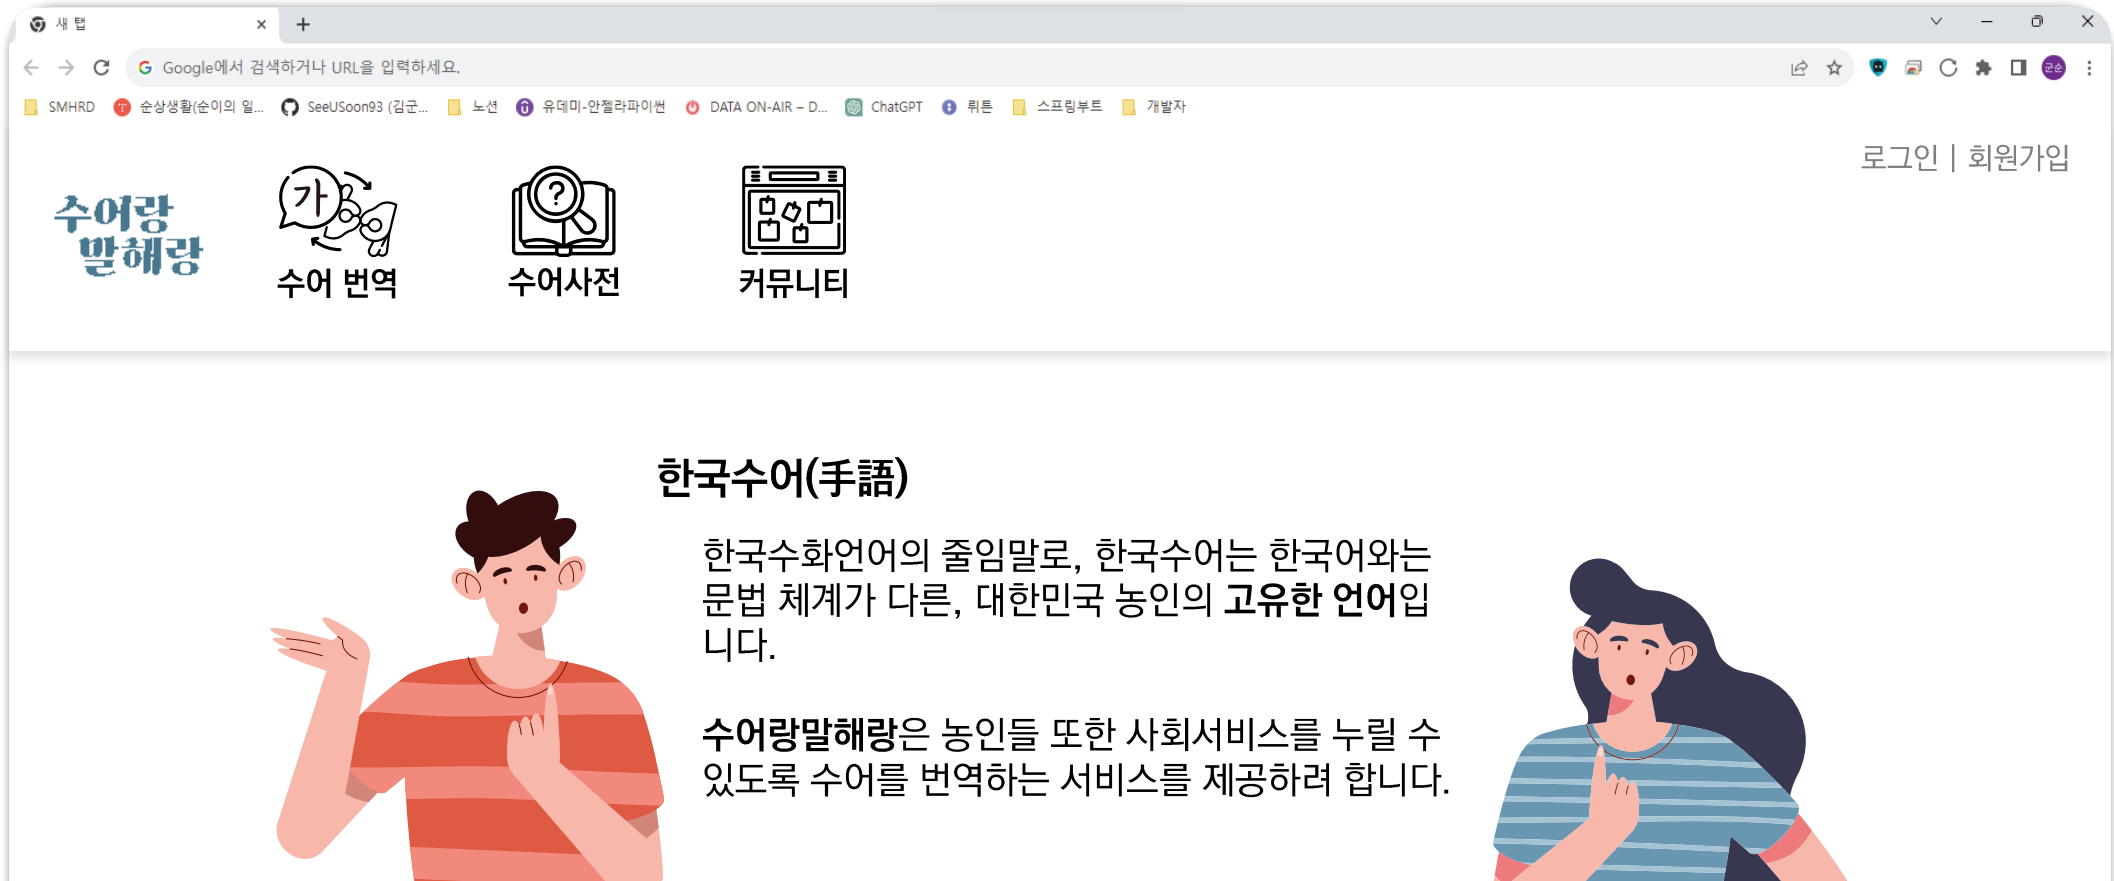 새 탭
Google에서 검색하거나 URL을 입력하세요.
군순
SMHRD 순상생활(순이의 일... SeeUSoon93 (김군... 노션 유데미-안젤라파이썬 DATA ON-AIR – D... ChatGPT 뤼튼 스프링부트 개발자
로그인 | 회원가입
수어랑
말해랑
가
수어 번역
?
수어사전
커뮤니티
한국수어(手語)
한국수화언어의 줄임말로, 한국수어는 한국어와는
문법 체계가 다른, 대한민국 농인의 고유한 언어입
니다.
수어랑말해랑은 농인들 또한 사회서비스를 누릴 수
있도록 수어를 번역하는 서비스를 제공하려 합니다.